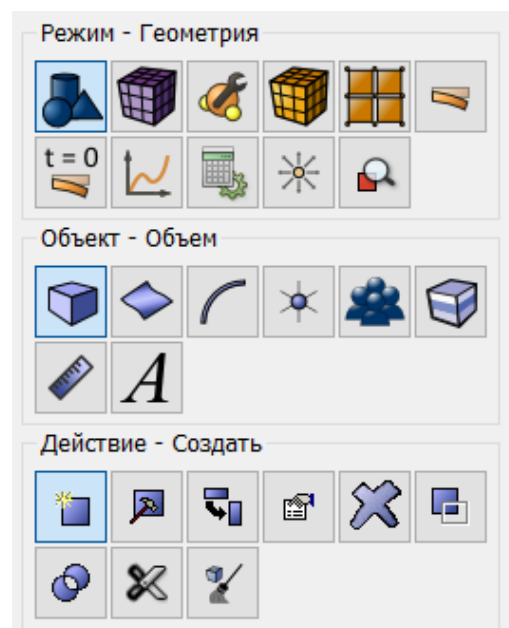 Режим - Геометрия
t = 0
Объект - Объем
A
Действие - Создать